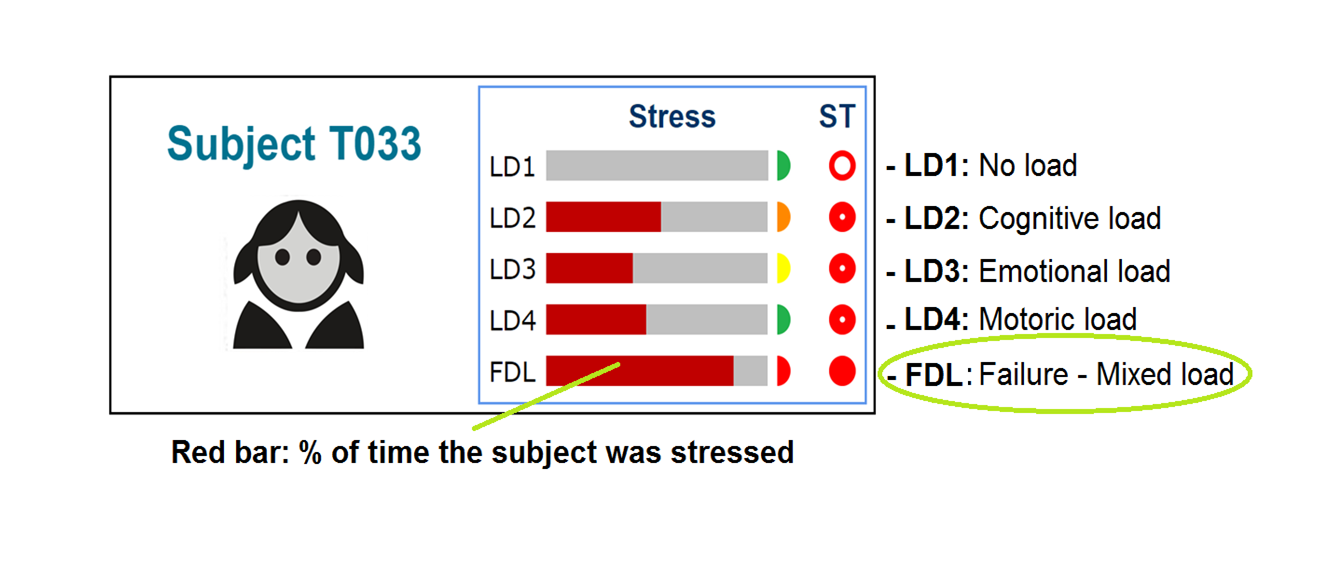 Subject T033
Stress ST
LD1
LD2
LD3
LD4
FDL
- LD1: No load
- LD2: Cognitive load
- LD3: Emotional load
- LD4: Motoric load
- FDL: Failure - Mixed load
Red bar: % of time the subject was stressed